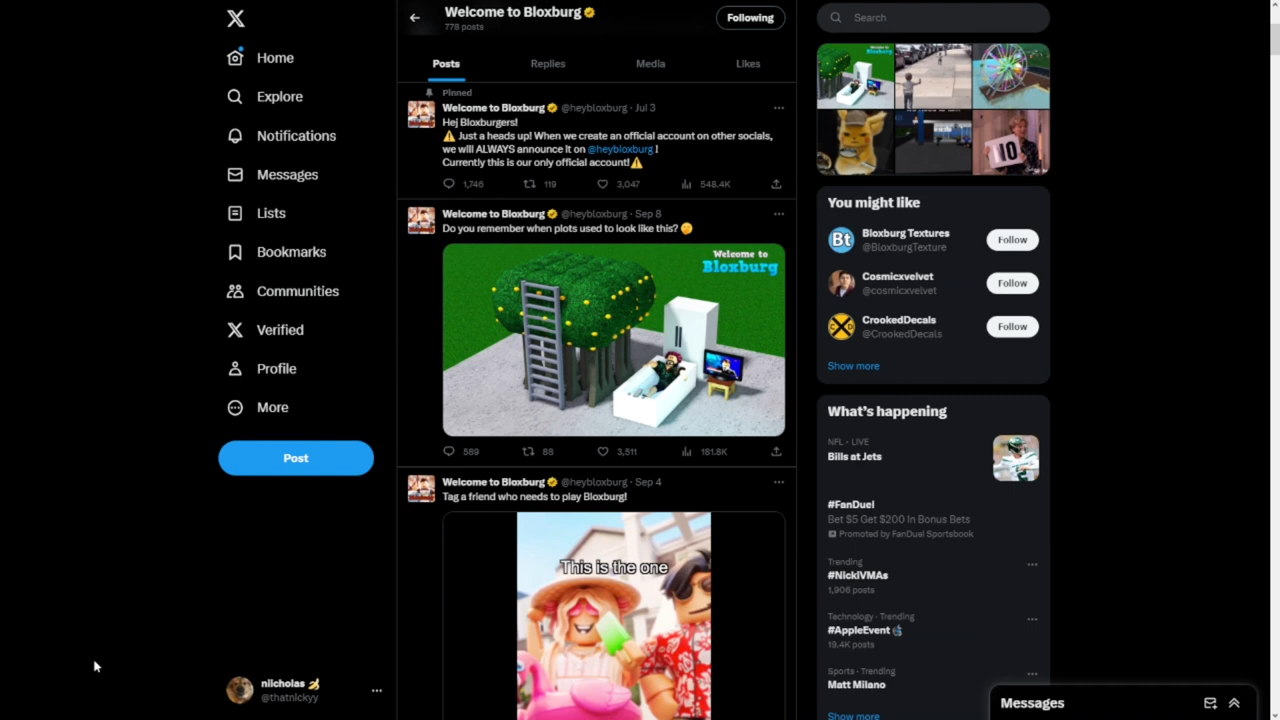 Home
Explore
Notifications
Messages
Lists
Bookmarks
Communities
Verified
Profile
More
Post
niicholas
@thatnickyy
Welcome to Bloxburg
778 posts
Following
Posts
Replies
Media
Likes
Pinned
Welcome to Bloxburg @heybloxburg · Jul 3
Hej Bloxburgers!
⚠️ Just a heads up! When we create an official account on other socials,
we will ALWAYS announce it on @heybloxburg !
Currently this is our only official account!⚠️
1,746 119 3,047 548.4K
Welcome to Bloxburg @heybloxburg · Sep 8
Do you remember when plots used to look like this?
Welcome to
Bloxburg
589 88 3,511 181.8K
Welcome to Bloxburg @heybloxburg · Sep 4
Tag a friend who needs to play Bloxburg!
This is the one
Search
10
You might like
Bt
Bloxburg Textures
@BloxburgTexture
Follow
Cosmicxvelvet
@cosmicxvelvet
Follow
CrookedDecals
@CrookedDecals
Follow
Show more
What's happening
NFL · LIVE
Bills at Jets
#FanDuel
Bet $5 Get $200 In Bonus Bets
Promoted by FanDuel Sportsbook
Trending
#NickiVMAs
1,906 posts
Technology · Trending
#AppleEvent
19.4K posts
Sports · Trending
Matt Milano
Show more
Messages